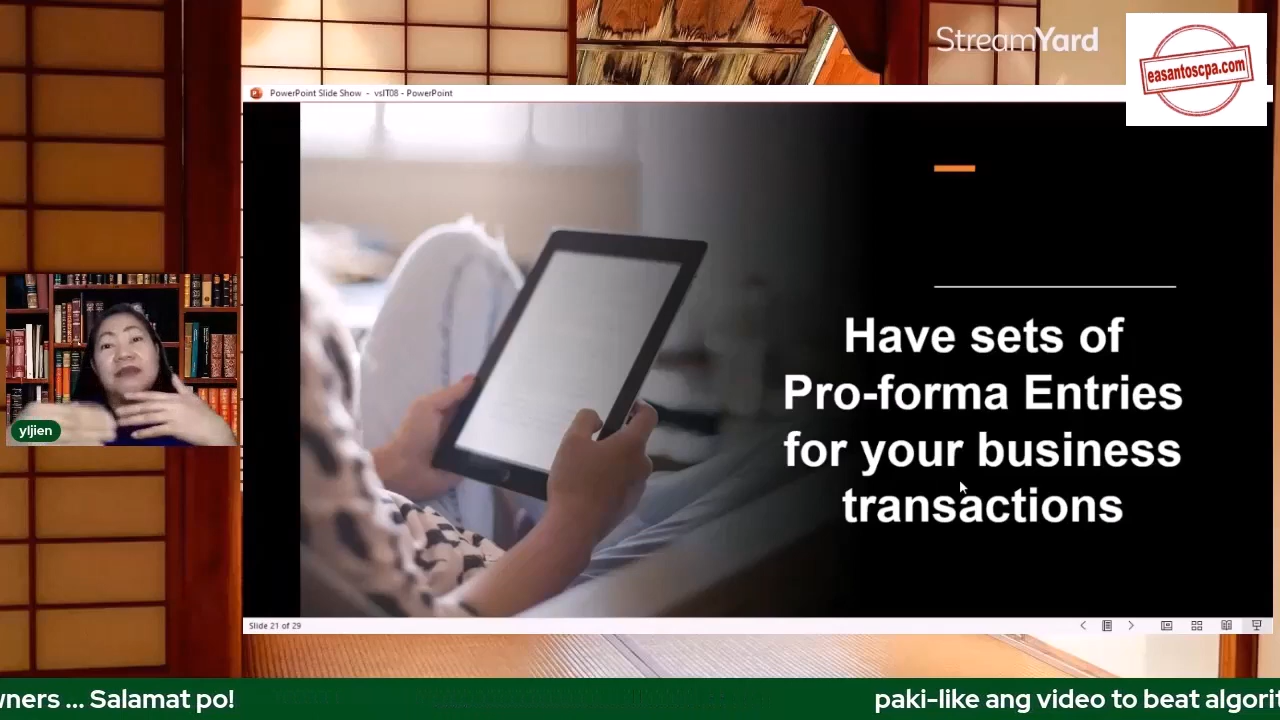 StreamYard
easantoscpa.com
PowerPoint Slide Show - vsIT08 - PowerPoint
Have sets of
Pro-forma Entries
for your business
transactions
yljien
Slide 21 of 29
wners ... Salamat po!
paki-like ang video to beat algorit